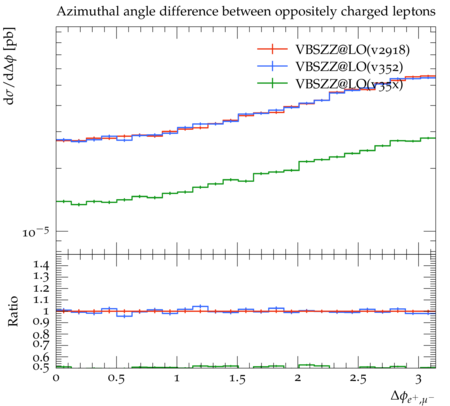 Azimuthal angle difference between oppositely charged leptons
dσ/dΔϕ [pb]
VBSZZ@LO(v2918)
VBSZZ@LO(v352)
VBSZZ@LO(v35x)
10⁻⁵
Ratio
1.4
1.3
1.2
1.1
1
0.9
0.8
0.7
0.6
0.5
0 0.5 1 1.5 2 2.5 3
Δϕₑ⁺,μ⁻